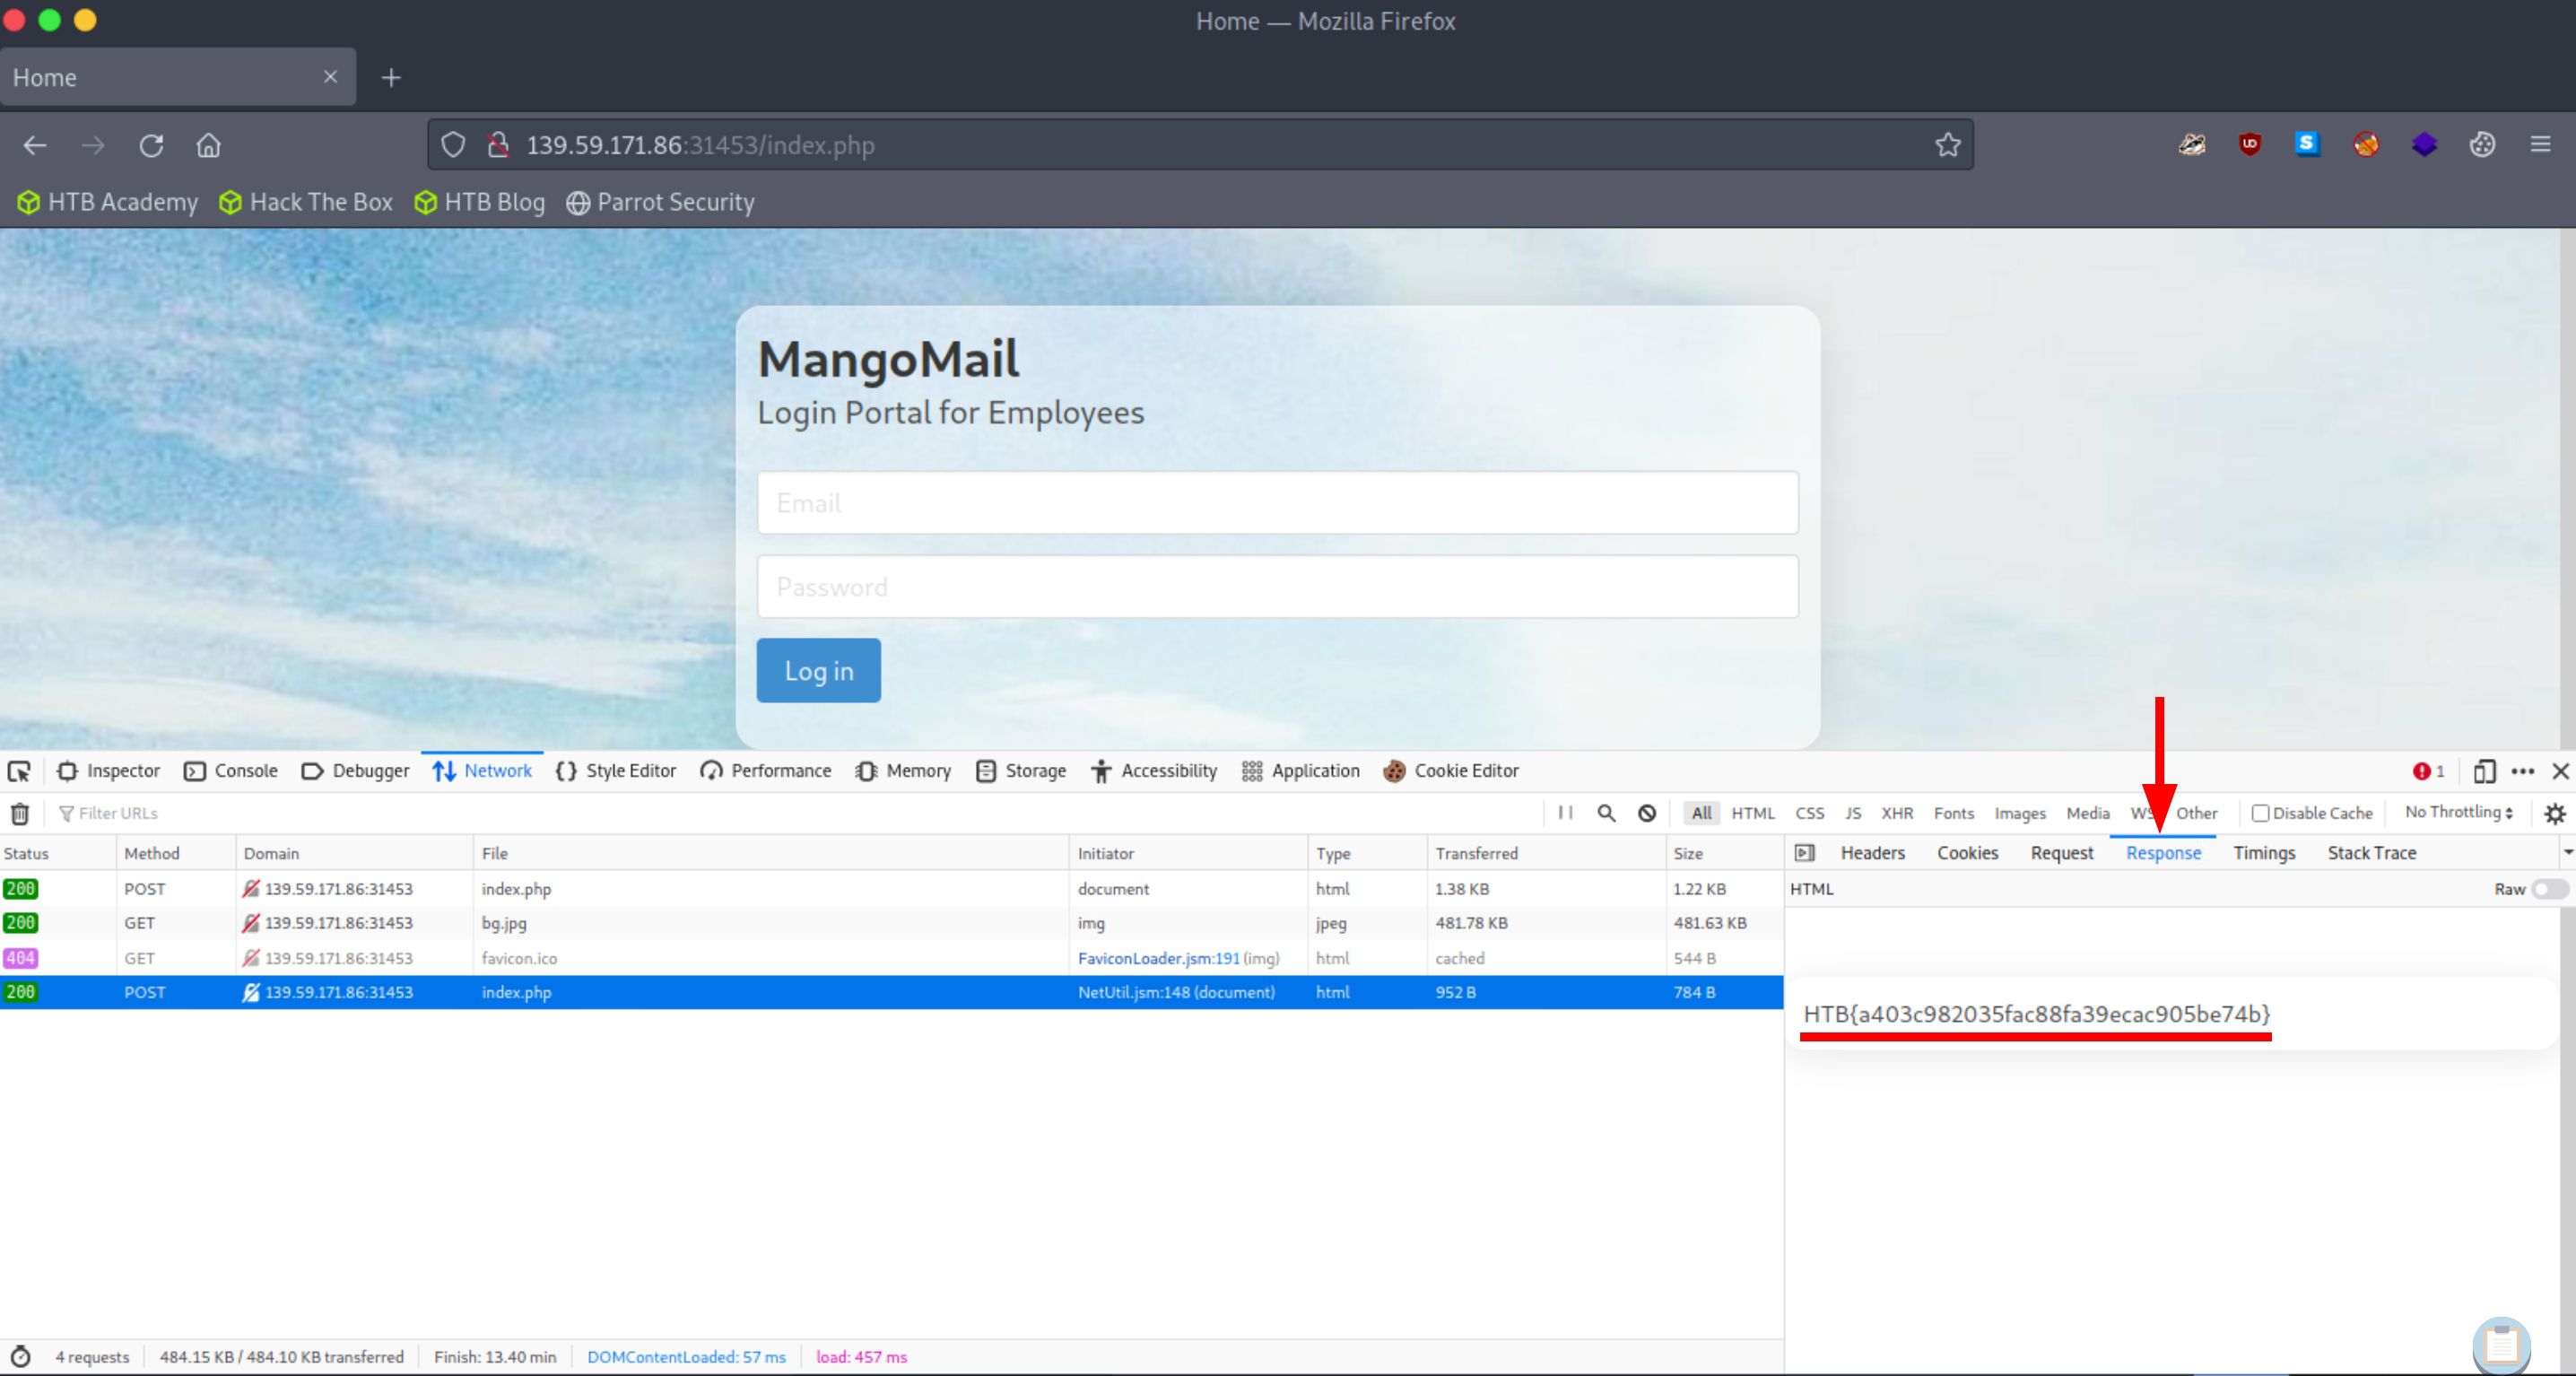 Home — Mozilla Firefox
Home
139.59.171.86:31453/index.php
HTB Academy Hack The Box HTB Blog Parrot Security
MangoMail
Login Portal for Employees
Email
Password
Log in
Inspector Console Debugger Network Style Editor Performance Memory Storage Accessibility Application Cookie Editor 1
Filter URLs All HTML CSS JS XHR Fonts Images Media WS Other Disable Cache No Throttling
Status Method Domain File Initiator Type Transferred Size Headers Cookies Request Response Timings Stack Trace
200 POST 139.59.171.86:31453 index.php document html 1.38 KB 1.22 KB HTML Raw
200 GET 139.59.171.86:31453 bg.jpg img jpeg 481.78 KB 481.63 KB
404 GET 139.59.171.86:31453 favicon.ico FaviconLoader.jsm:191 (img) html cached 544 B
200 POST 139.59.171.86:31453 index.php NetUtil.jsm:148 (document) html 952 B 784 B
HTB{a403c982035fac88fa39ecac905be74b}
4 requests 484.15 KB / 484.10 KB transferred Finish: 13.40 min DOMContentLoaded: 57 ms load: 457 ms